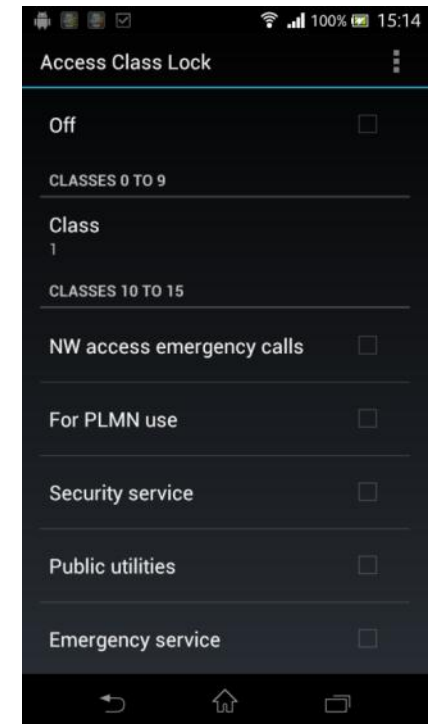 100% 15:14
Access Class Lock
Off
CLASSES 0 TO 9
Class
1
CLASSES 10 TO 15
NW access emergency calls
For PLMN use
Security service
Public utilities
Emergency service